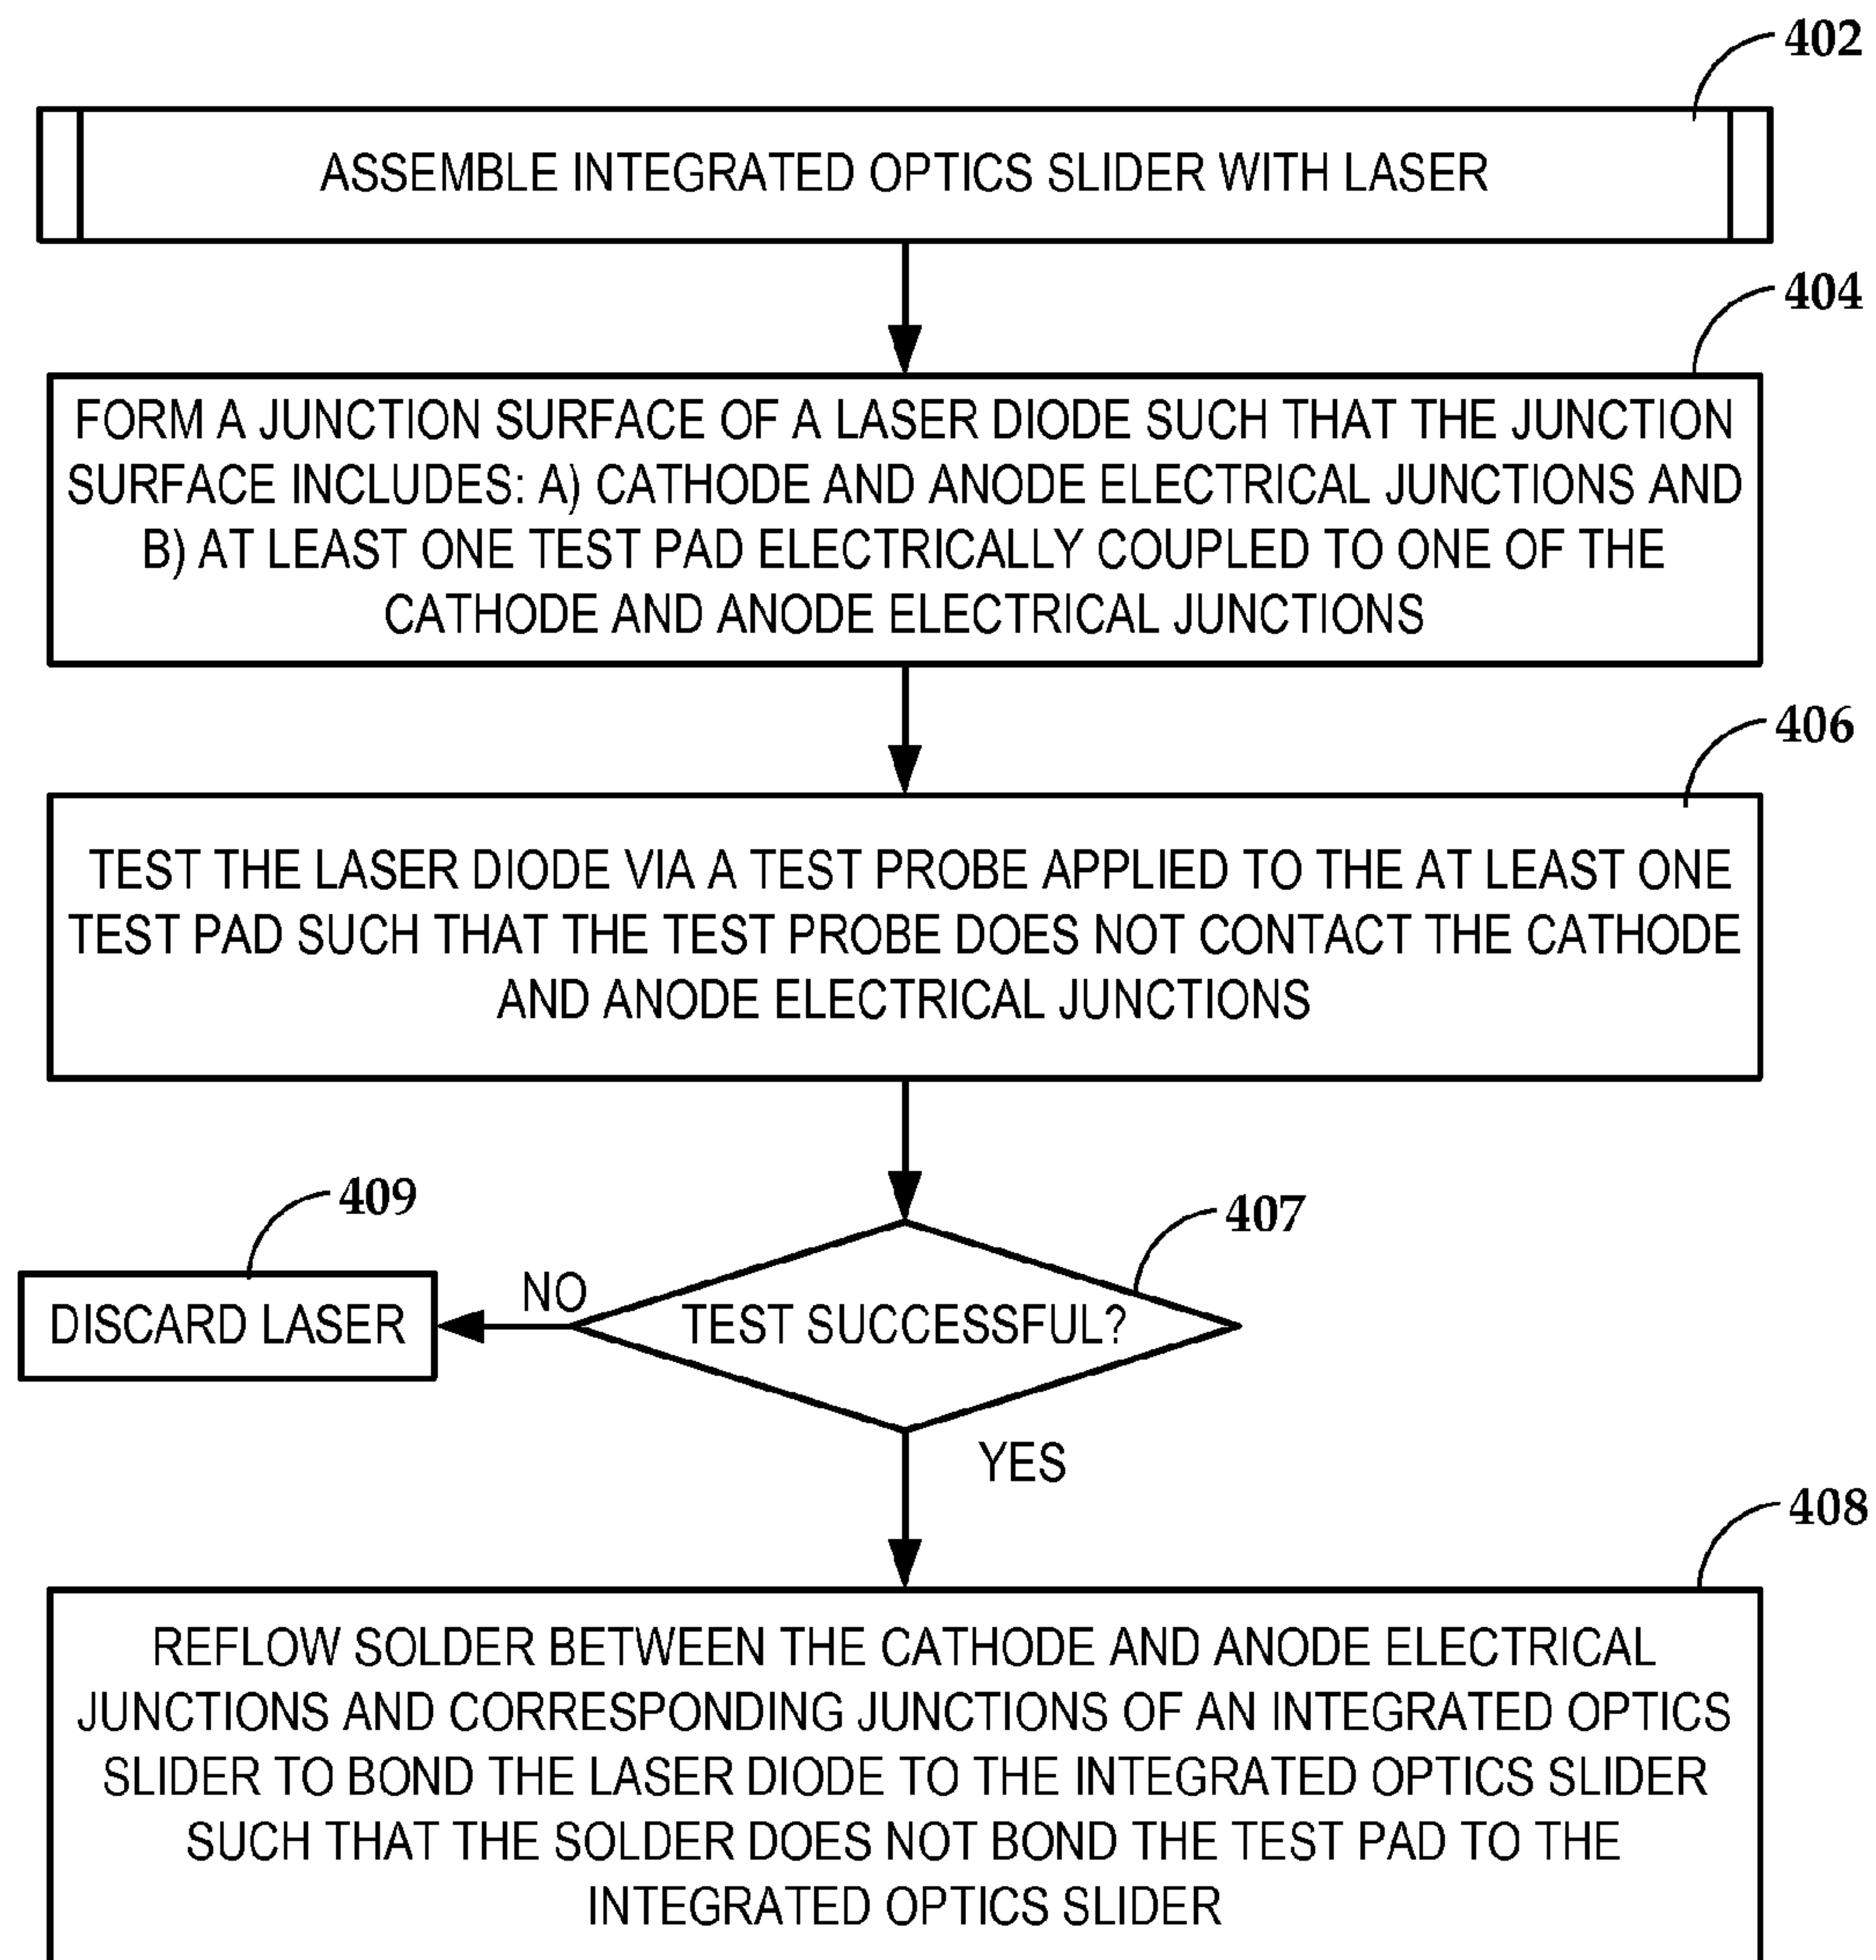 402
ASSEMBLE INTEGRATED OPTICS SLIDER WITH LASER
404
FORM A JUNCTION SURFACE OF A LASER DIODE SUCH THAT THE JUNCTION
SURFACE INCLUDES: A) CATHODE AND ANODE ELECTRICAL JUNCTIONS AND
B) AT LEAST ONE TEST PAD ELECTRICALLY COUPLED TO ONE OF THE
CATHODE AND ANODE ELECTRICAL JUNCTIONS
406
TEST THE LASER DIODE VIA A TEST PROBE APPLIED TO THE AT LEAST ONE
TEST PAD SUCH THAT THE TEST PROBE DOES NOT CONTACT THE CATHODE
AND ANODE ELECTRICAL JUNCTIONS
409
407
NO
DISCARD LASER
TEST SUCCESSFUL?
YES
408
REFLOW SOLDER BETWEEN THE CATHODE AND ANODE ELECTRICAL
JUNCTIONS AND CORRESPONDING JUNCTIONS OF AN INTEGRATED OPTICS
SLIDER TO BOND THE LASER DIODE TO THE INTEGRATED OPTICS SLIDER
SUCH THAT THE SOLDER DOES NOT BOND THE TEST PAD TO THE
INTEGRATED OPTICS SLIDER